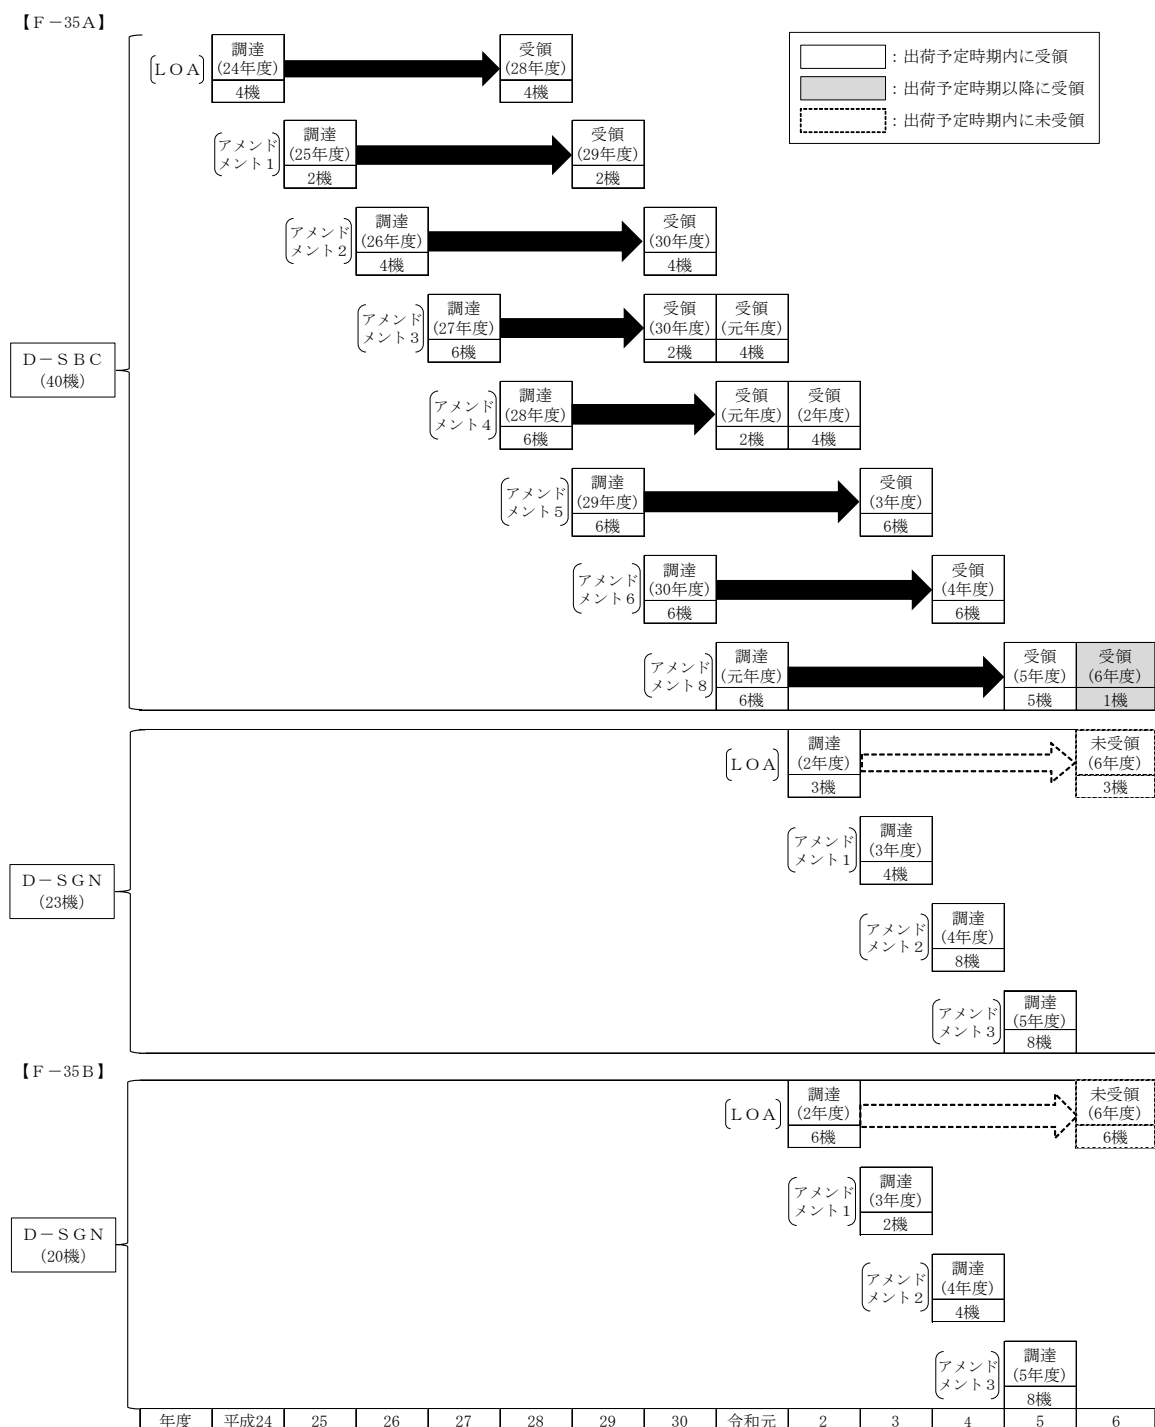 【F－35A】
：出荷予定時期内に受領
：出荷予定時期以降に受領
：出荷予定時期内に未受領
D－SBC
(40機)
LOA
調達
(24年度)
4機
受領
(28年度)
4機
アメンド
メント1
調達
(25年度)
2機
受領
(29年度)
2機
アメンド
メント2
調達
(26年度)
4機
受領
(30年度)
4機
アメンド
メント3
調達
(27年度)
6機
受領
(30年度)
2機
受領
(元年度)
4機
アメンド
メント4
調達
(28年度)
6機
受領
(元年度)
2機
受領
(2年度)
4機
アメンド
メント5
調達
(29年度)
6機
受領
(3年度)
6機
アメンド
メント6
調達
(30年度)
6機
受領
(4年度)
6機
アメンド
メント8
調達
(元年度)
6機
受領
(5年度)
5機
受領
(6年度)
1機
D－SGN
(23機)
LOA
調達
(2年度)
3機
未受領
(6年度)
3機
アメンド
メント1
調達
(3年度)
4機
アメンド
メント2
調達
(4年度)
8機
アメンド
メント3
調達
(5年度)
8機
【F－35B】
D－SGN
(20機)
LOA
調達
(2年度)
6機
未受領
(6年度)
6機
アメンド
メント1
調達
(3年度)
2機
アメンド
メント2
調達
(4年度)
4機
アメンド
メント3
調達
(5年度)
8機
年度 平成24 25 26 27 28 29 30 令和元 2 3 4 5 6